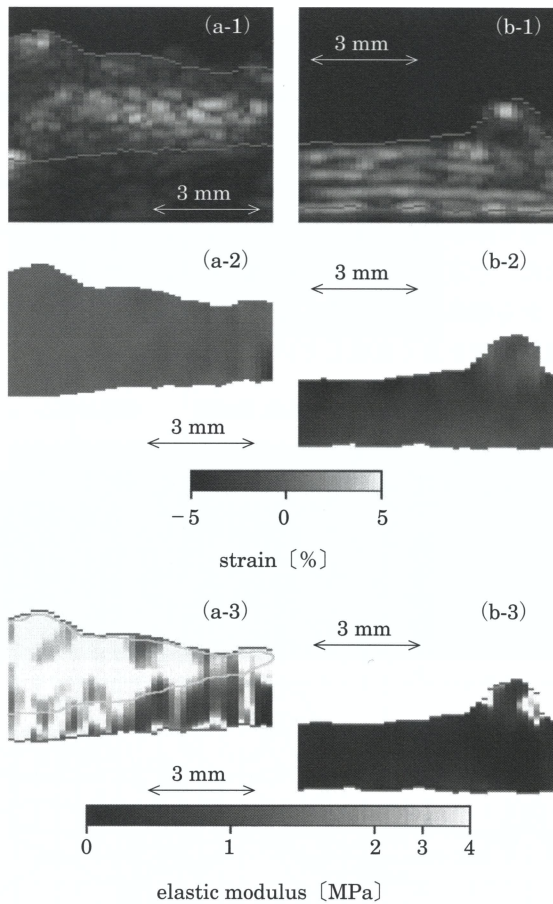 (a-1)
(b-1)
3 mm
3 mm
(a-2)
(b-2)
3 mm
3 mm
−5 0 5
strain〔%〕
(a-3)
(b-3)
3 mm
3 mm
0 1 2 3 4
elastic modulus〔MPa〕